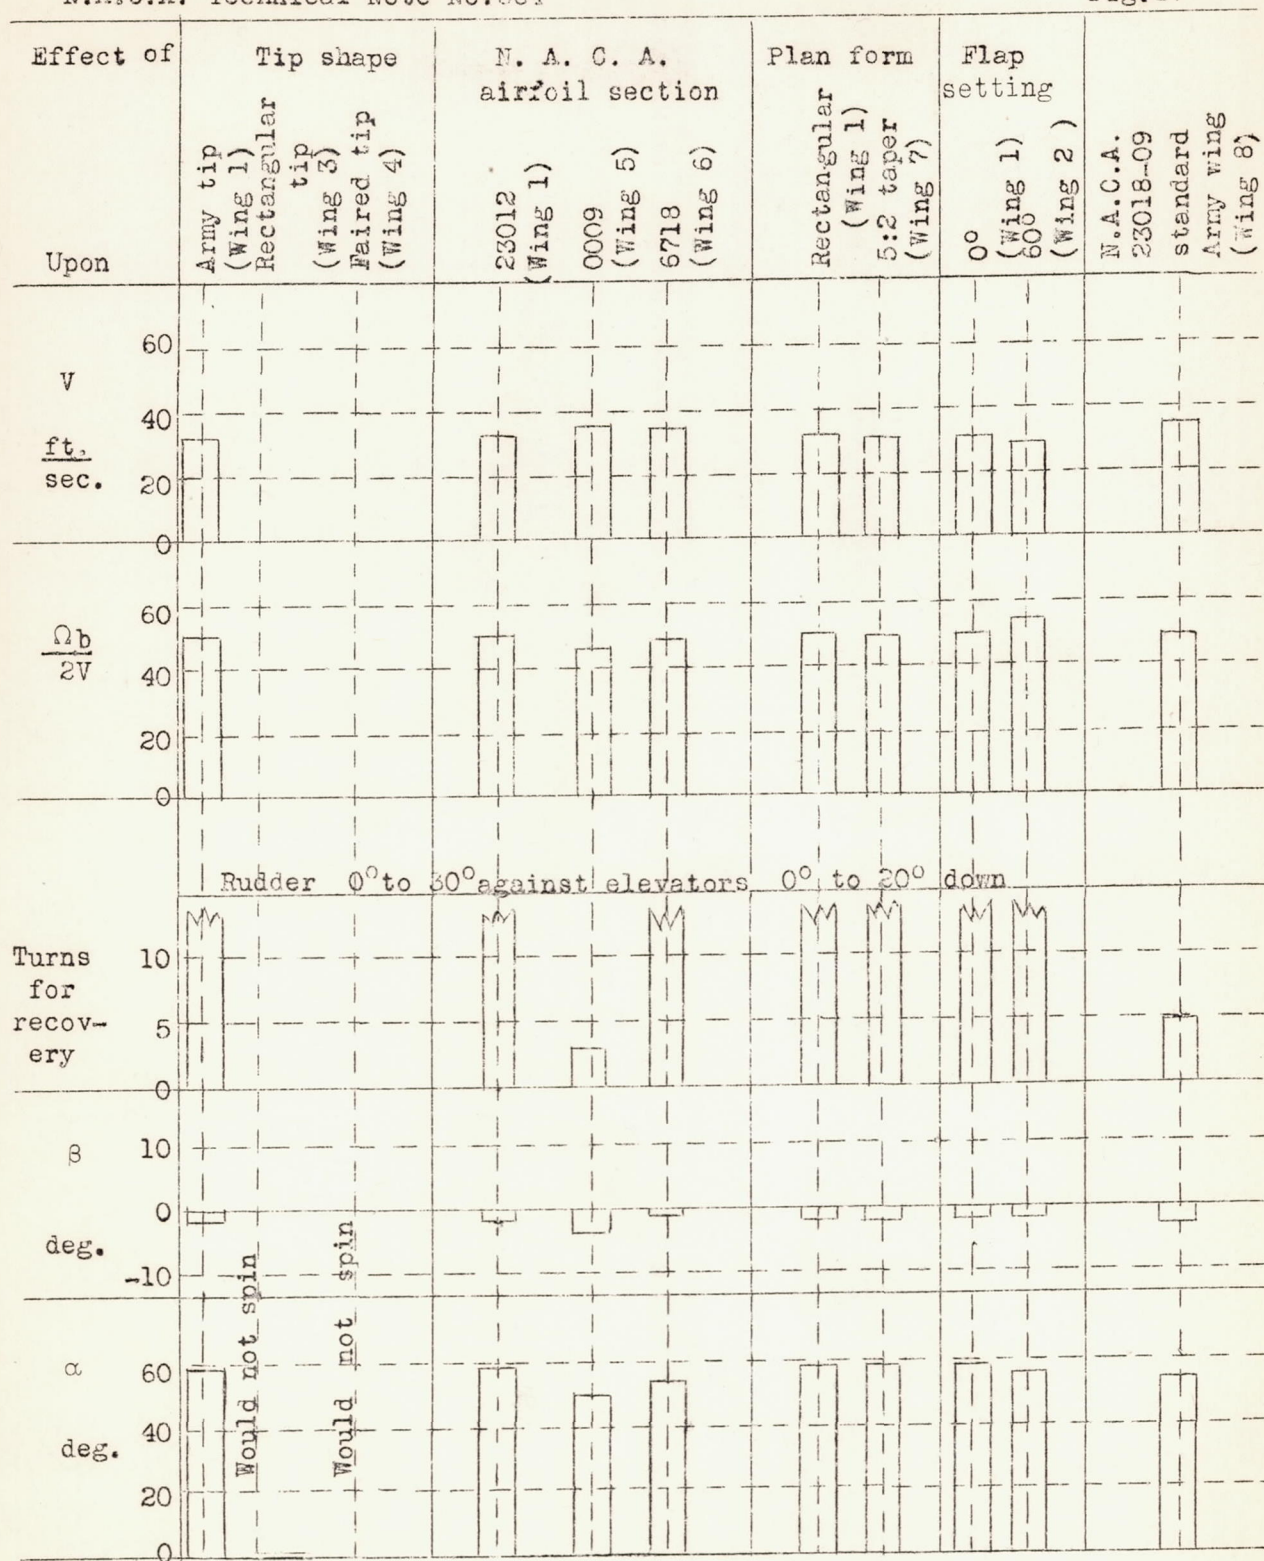 Technical Note No.
Effect of
Tip shape
N. A. C. A.
airfoil section
Plan form
Flap
setting
Upon
Army tip
(Wing 1)
Rectangular
tip
(Wing 3)
Faired tip
(Wing 4)
23012
(Wing 1)
0009
(Wing 5)
6718
(Wing 6)
Rectangular
(Wing 1)
5:2 taper
(Wing 7)
0°
(Wing 1)
60°
(Wing 2 )
N.A.C.A.
23018-09
standard
Army wing
(Wing 8)
V
ft.
sec.
60
40
20
0
Ωb
2V
60
40
20
0
Rudder 0° to 30° against elevators 0° to 20° down
Turns
for
recov-
ery
10
5
0
β
deg.
10
0
-10
Would not spin
Would not spin
α
deg.
60
40
20
0